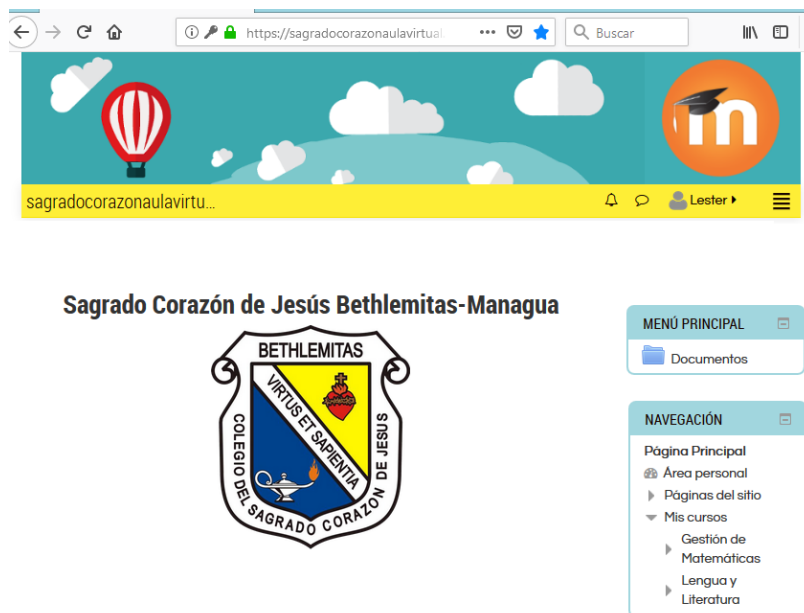 https://sagradocorazonaulavirtual.
Buscar
m
sagradocorazonaulavirtu...
Lester
Sagrado Corazón de Jesús Bethlemitas-Managua
BETHLEMITAS
VIRTUS ET SAPIENTIA
COLEGIO DEL SAGRADO CORAZON DE JESUS
MENÚ PRINCIPAL
Documentos
NAVEGACIÓN
Página Principal
Área personal
Páginas del sitio
Mis cursos
Gestión de
Matemáticas
Lengua y
Literatura